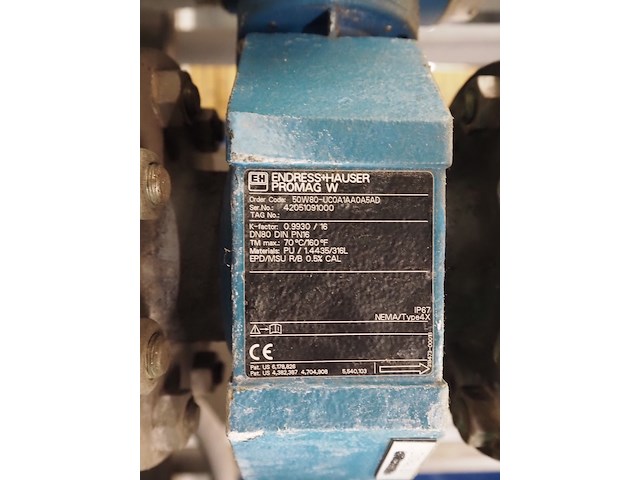 EH ENDRESS+HAUSER
PROMAG W
Order Code: 50W80-UC0A1AA0A5AD
Ser.No.: 42051091000
TAG No.:
K-factor: 0.9930 / 16
DN80 DIN PN16
TM max.: 70°C/160°F
Materials: PU / 1.4435/316L
EPD/MSU R/B 0.5% CAL
IP67
NEMA/Type4X
CE
Pat. US 6,178,826
Pat. US 4,382,387 4,704,908 5,540,103